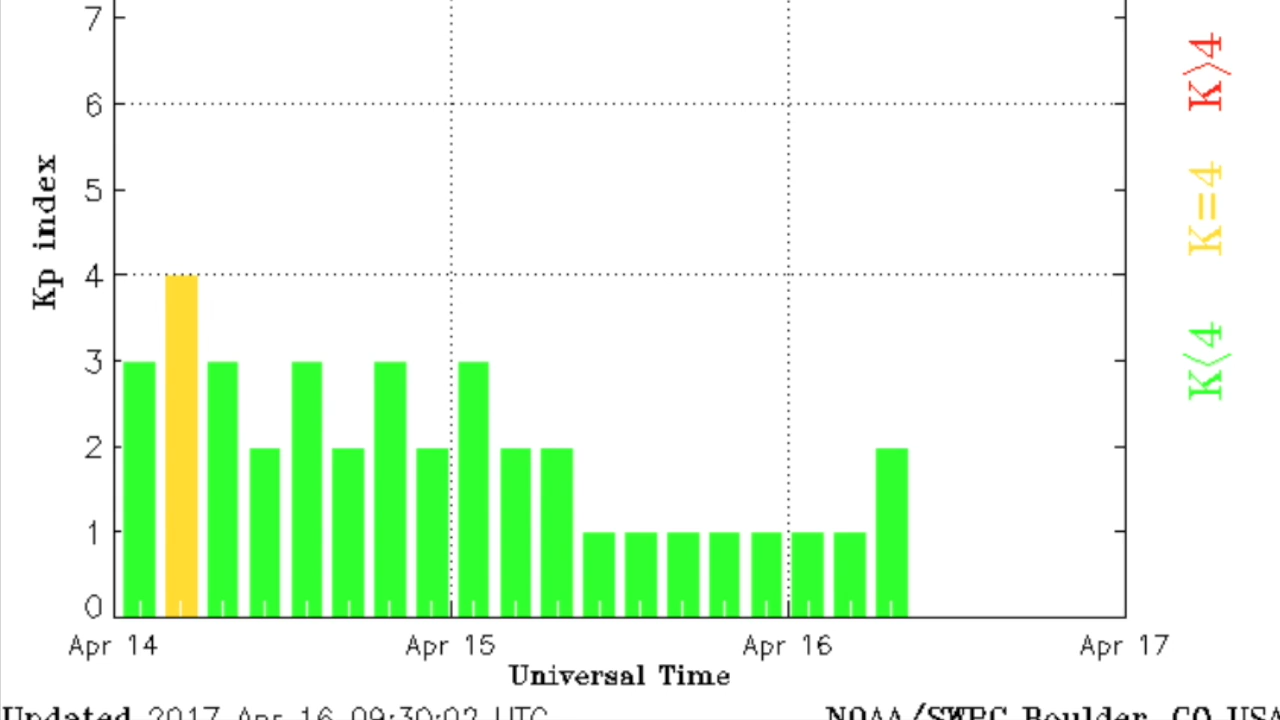 7
6
5
4
3
2
1
0
Kp index
Apr 14 Apr 15 Apr 16 Apr 17
Universal Time
Updated 2017 Apr 16 09:30:02 UTC NOAA/SWPC Boulder, CO USA
K>4
K=4
K<4